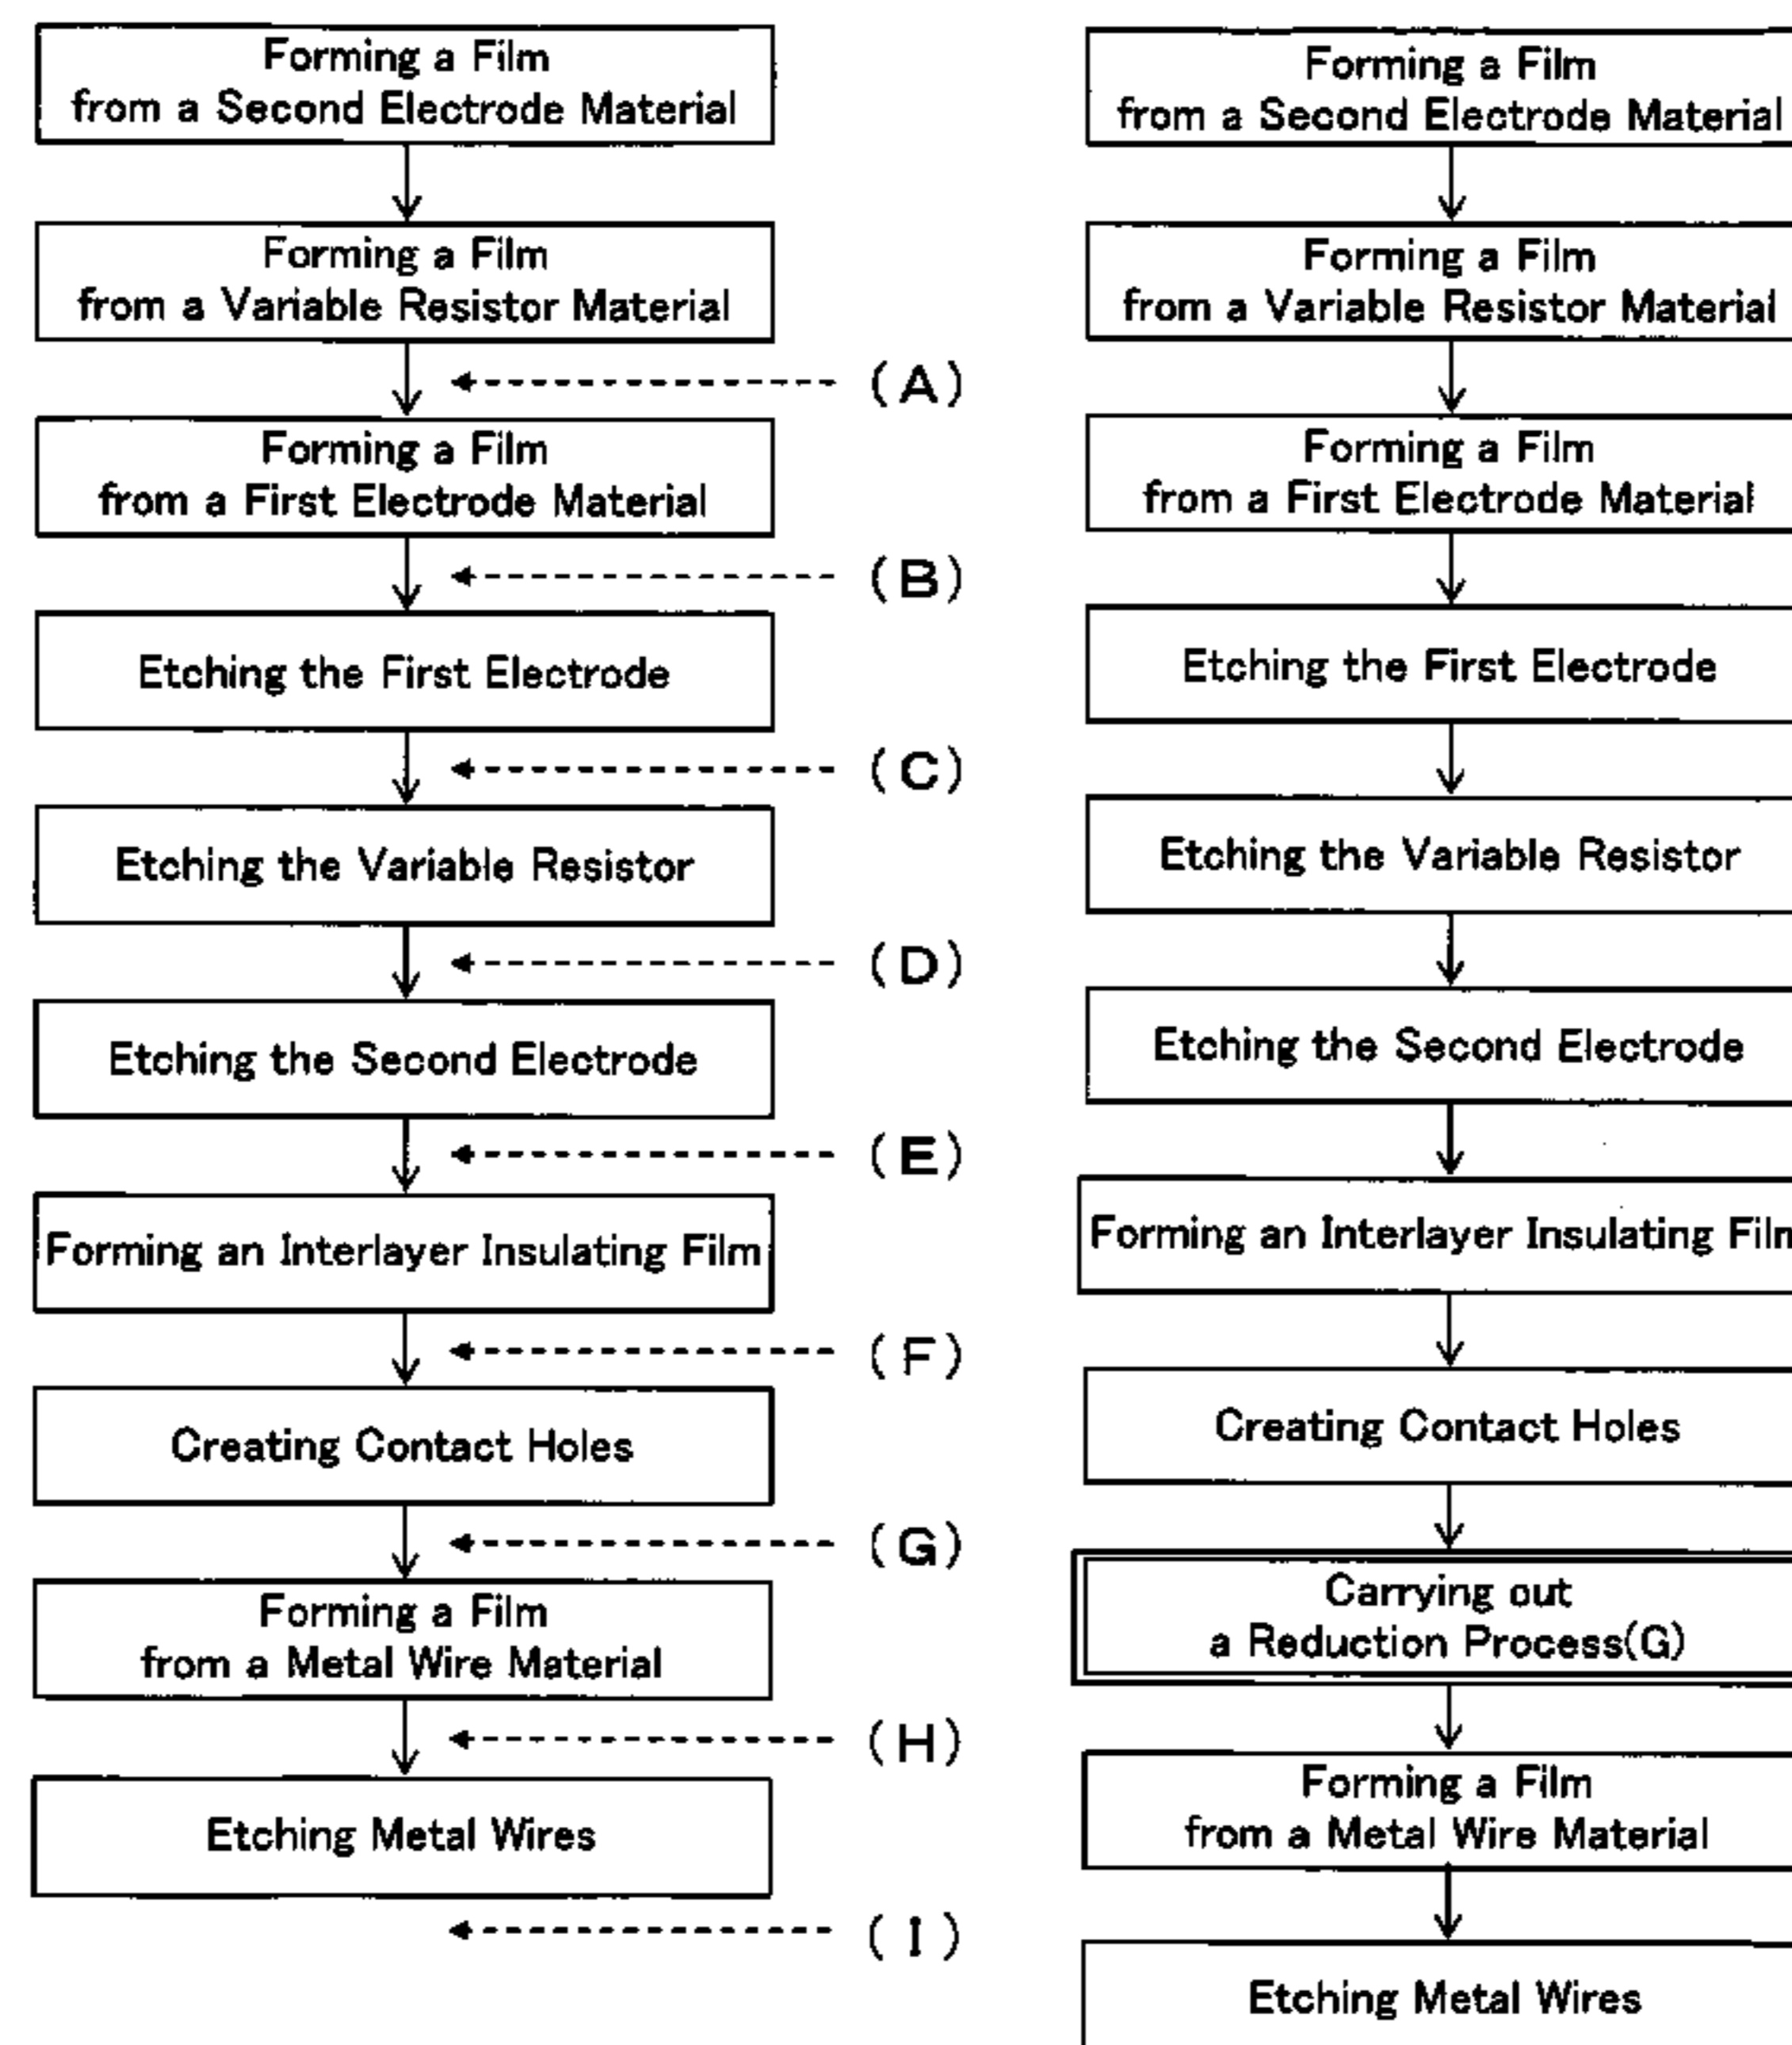 Forming a Film
from a Second Electrode Material
Forming a Film
from a Variable Resistor Material
(A)
Forming a Film
from a First Electrode Material
(B)
Etching the First Electrode
(C)
Etching the Variable Resistor
(D)
Etching the Second Electrode
(E)
Forming an Interlayer Insulating Film
(F)
Creating Contact Holes
(G)
Forming a Film
from a Metal Wire Material
(H)
Etching Metal Wires
(I)
Forming a Film
from a Second Electrode Material
Forming a Film
from a Variable Resistor Material
Forming a Film
from a First Electrode Material
Etching the First Electrode
Etching the Variable Resistor
Etching the Second Electrode
Forming an Interlayer Insulating Film
Creating Contact Holes
Carrying out
a Reduction Process(G)
Forming a Film
from a Metal Wire Material
Etching Metal Wires